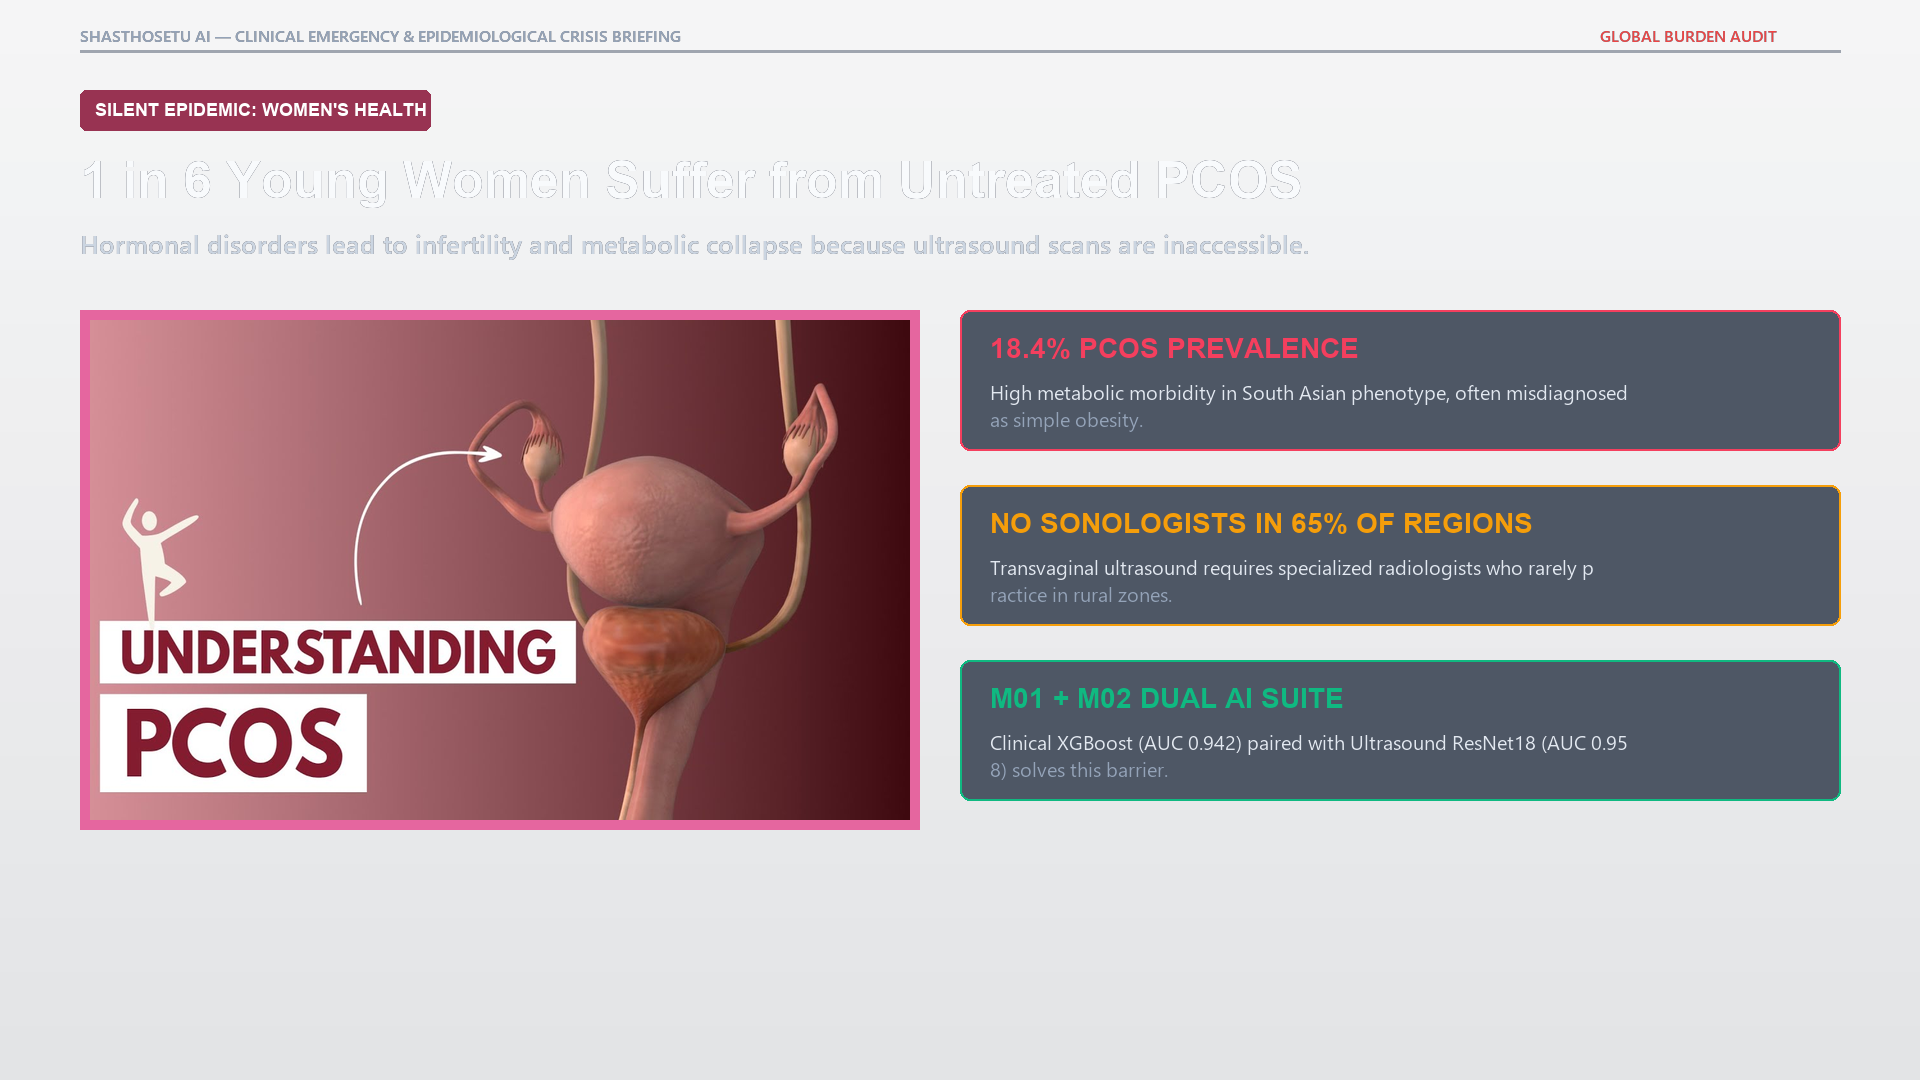 SHASTHOSETU AI — CLINICAL EMERGENCY & EPIDEMIOLOGICAL CRISIS BRIEFING
GLOBAL BURDEN AUDIT
SILENT EPIDEMIC: WOMEN'S HEALTH
1 in 6 Young Women Suffer from Untreated PCOS
Hormonal disorders lead to infertility and metabolic collapse because ultrasound scans are inaccessible.
UNDERSTANDING
PCOS
18.4% PCOS PREVALENCE
High metabolic morbidity in South Asian phenotype, often misdiagnosed
as simple obesity.
NO SONOLOGISTS IN 65% OF REGIONS
Transvaginal ultrasound requires specialized radiologists who rarely p
ractice in rural zones.
M01 + M02 DUAL AI SUITE
Clinical XGBoost (AUC 0.942) paired with Ultrasound ResNet18 (AUC 0.95
8) solves this barrier.